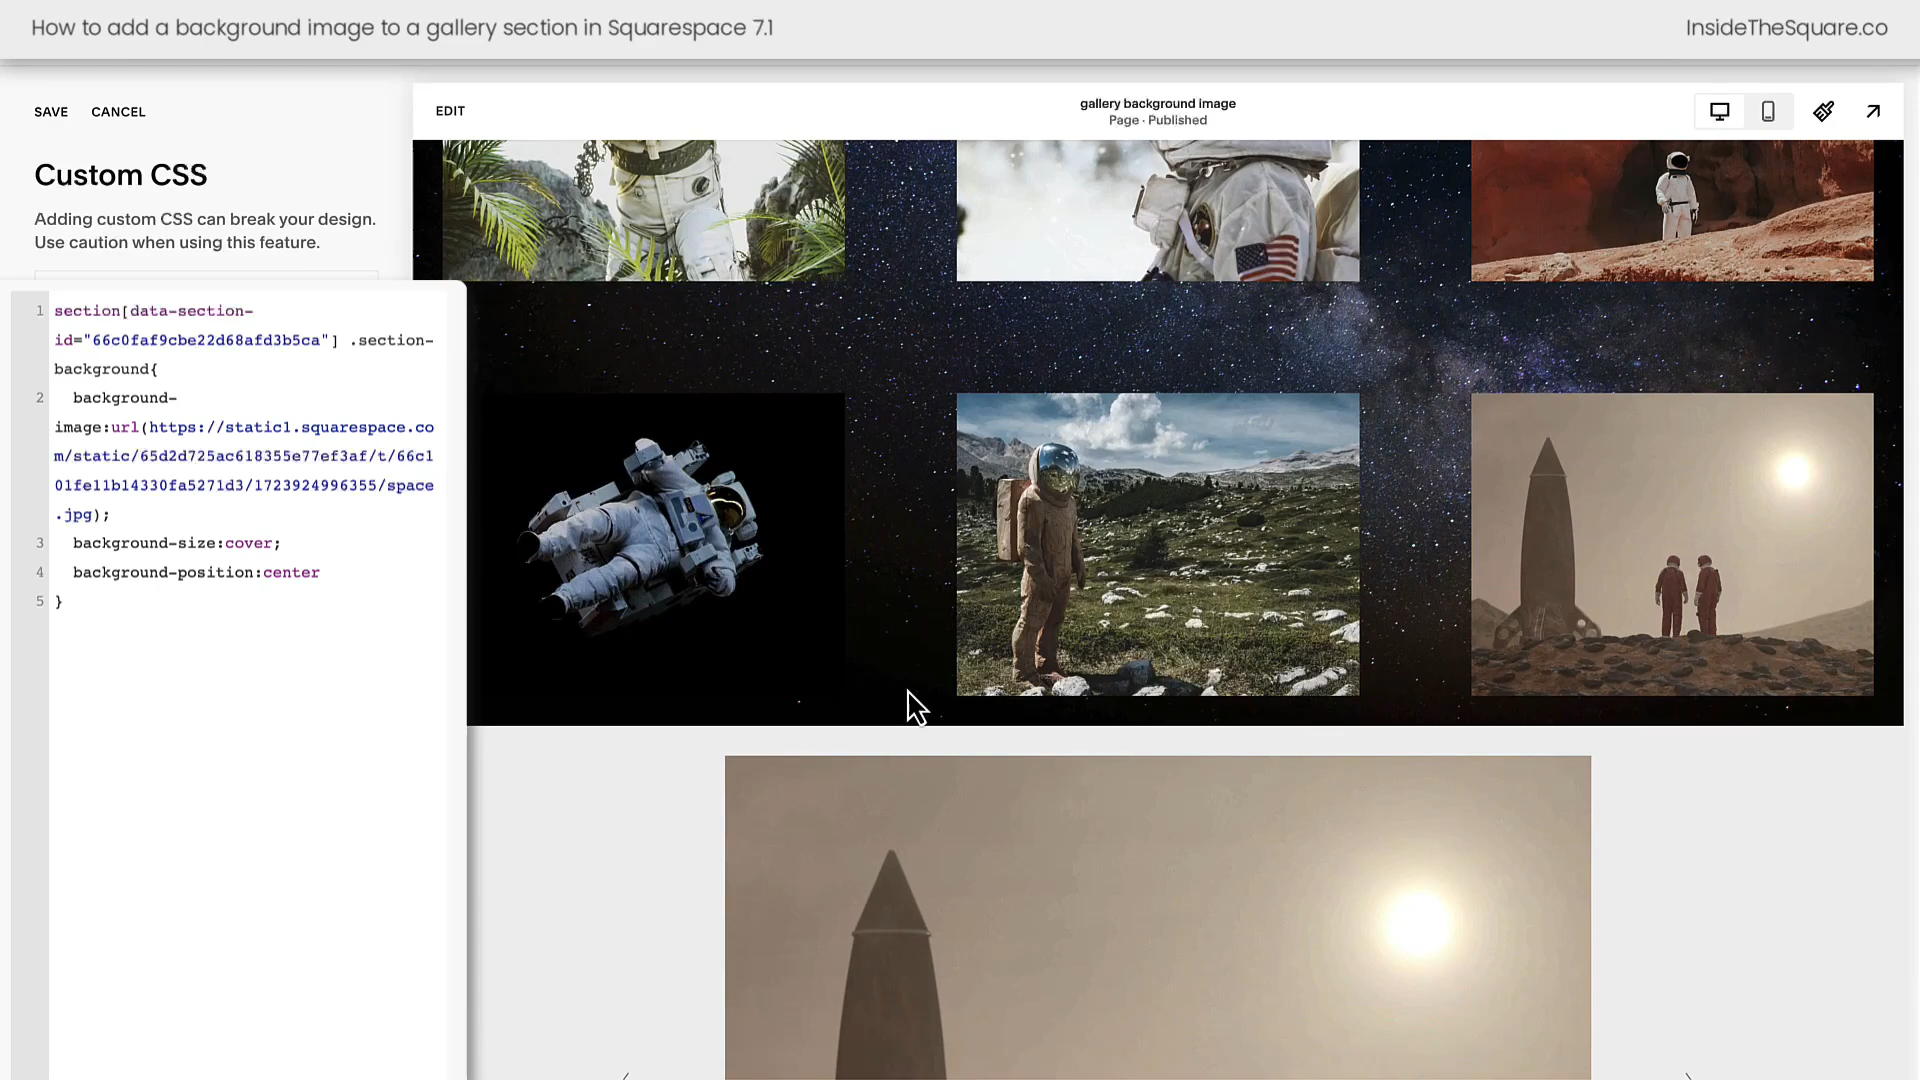 How to add a background image to a gallery section in Squarespace 7.1
InsideTheSquare.co
SAVE CANCEL
EDIT
gallery background image
Page · Published
Custom CSS
Adding custom CSS can break your design.
Use caution when using this feature.
1 section[data-section-
id="66c0faf9cbe22d68afd3b5ca"] .section-
background{
2 background-
image:url(https://static1.squarespace.co
m/static/65d2d725ac618355e77ef3af/t/66c1
01fe11b14330fa5271d3/1723924996355/space
.jpg);
3 background-size:cover;
4 background-position:center
5 }